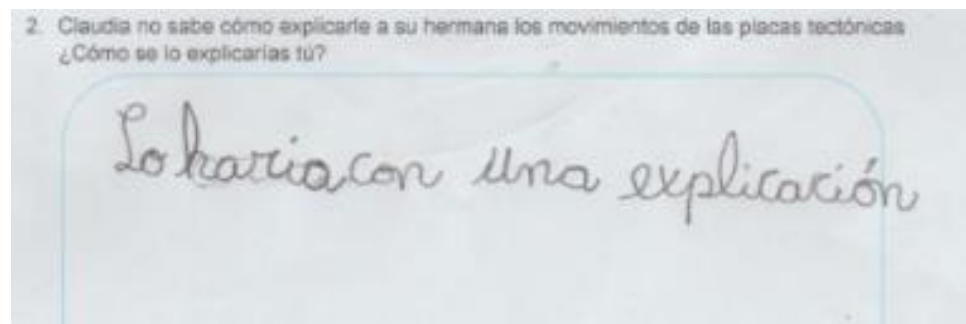 2. Claudia no sabe cómo explicarle a su hermana los movimientos de las placas tectónicas
¿Cómo se lo explicarías tú?
Lo haria con una explicación